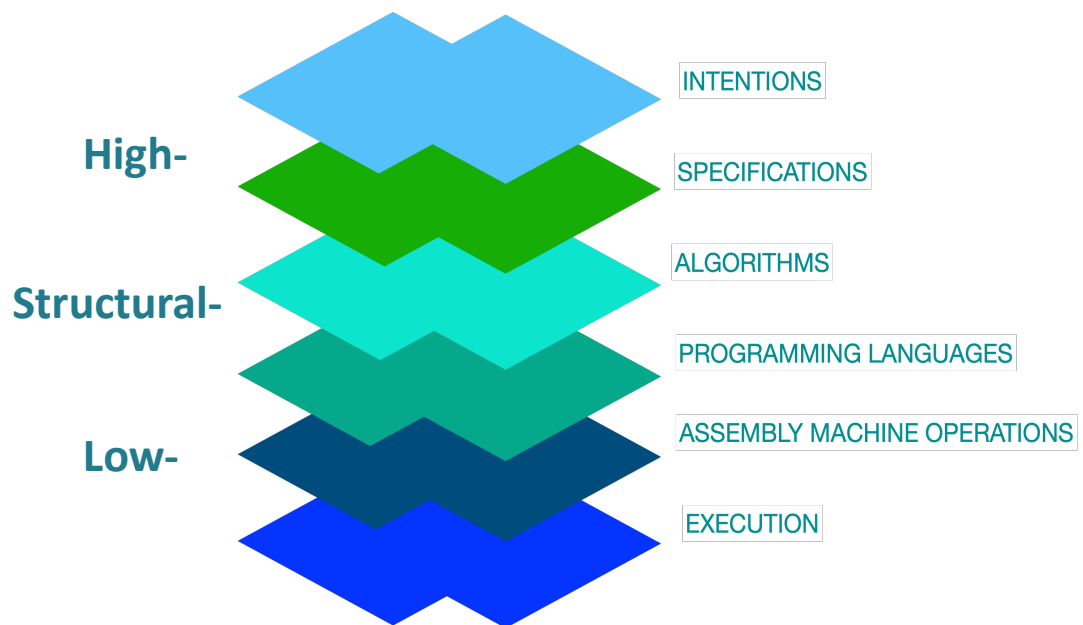 INTENTIONS
High-
SPECIFICATIONS
ALGORITHMS
Structural-
PROGRAMMING LANGUAGES
ASSEMBLY MACHINE OPERATIONS
Low-
EXECUTION